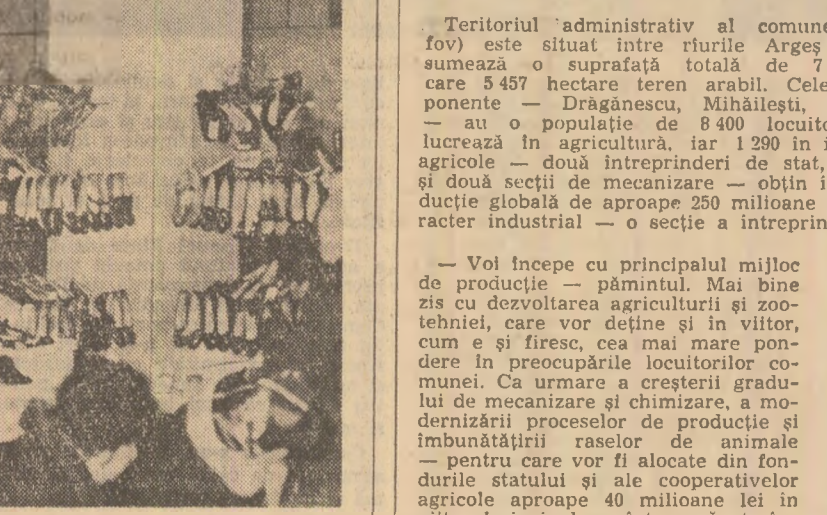 Teritoriul administrativ al comune
fov) este situat între rîurile Argeș
sumează o suprafață totală de 7
care 5 457 hectare teren arabil. Cele
ponente — Drăgănescu, Mihăilești,
— au o populație de 8 400 locuito
lucrează în agricultură, iar 1 290 în i
agricole — două întreprinderi de stat,
și două secții de mecanizare — obțin i
ducție globală de aproape 250 milioane
racter industrial — o secție a întreprin
— Voi începe cu principalul mijloc
de producție — pămîntul. Mai bine
zis cu dezvoltarea agriculturii și zoo-
tehniei, care vor deține și în viitor,
cum e și firesc, cea mai mare pon-
dere în preocupările locuitorilor co-
munei. Ca urmare a creșterii gradu-
lui de mecanizare și chimizare, a mo-
dernizării proceselor de producție și
îmbunătățirii raselor de animale
— pentru care vor fi alocate din fon-
durile statului și ale cooperativelor
agricole aproape 40 milioane lei în